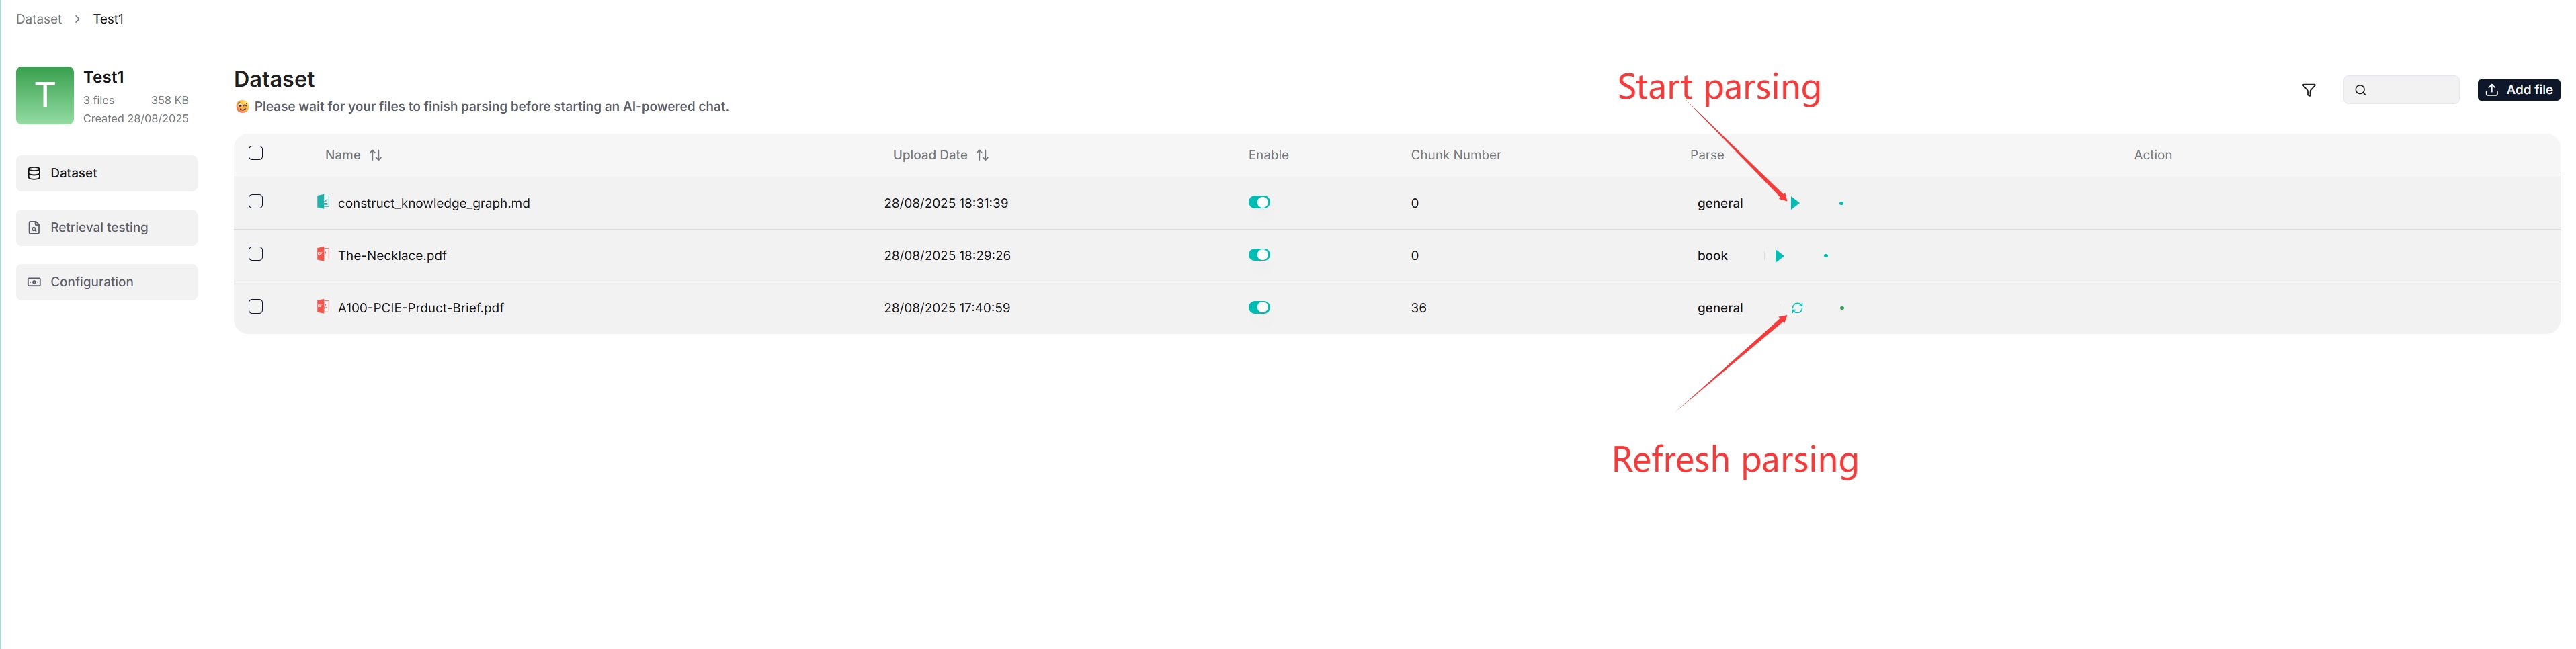 Dataset > Test1
T
Test1
3 files 358 KB
Created 28/08/2025
Dataset
Retrieval testing
Configuration
Dataset
😉 Please wait for your files to finish parsing before starting an AI-powered chat.
Start parsing
Add file
Name Upload Date Enable Chunk Number Parse Action
construct_knowledge_graph.md 28/08/2025 18:31:39 0 general
The-Necklace.pdf 28/08/2025 18:29:26 0 book
A100-PCIE-Prduct-Brief.pdf 28/08/2025 17:40:59 36 general
Refresh parsing